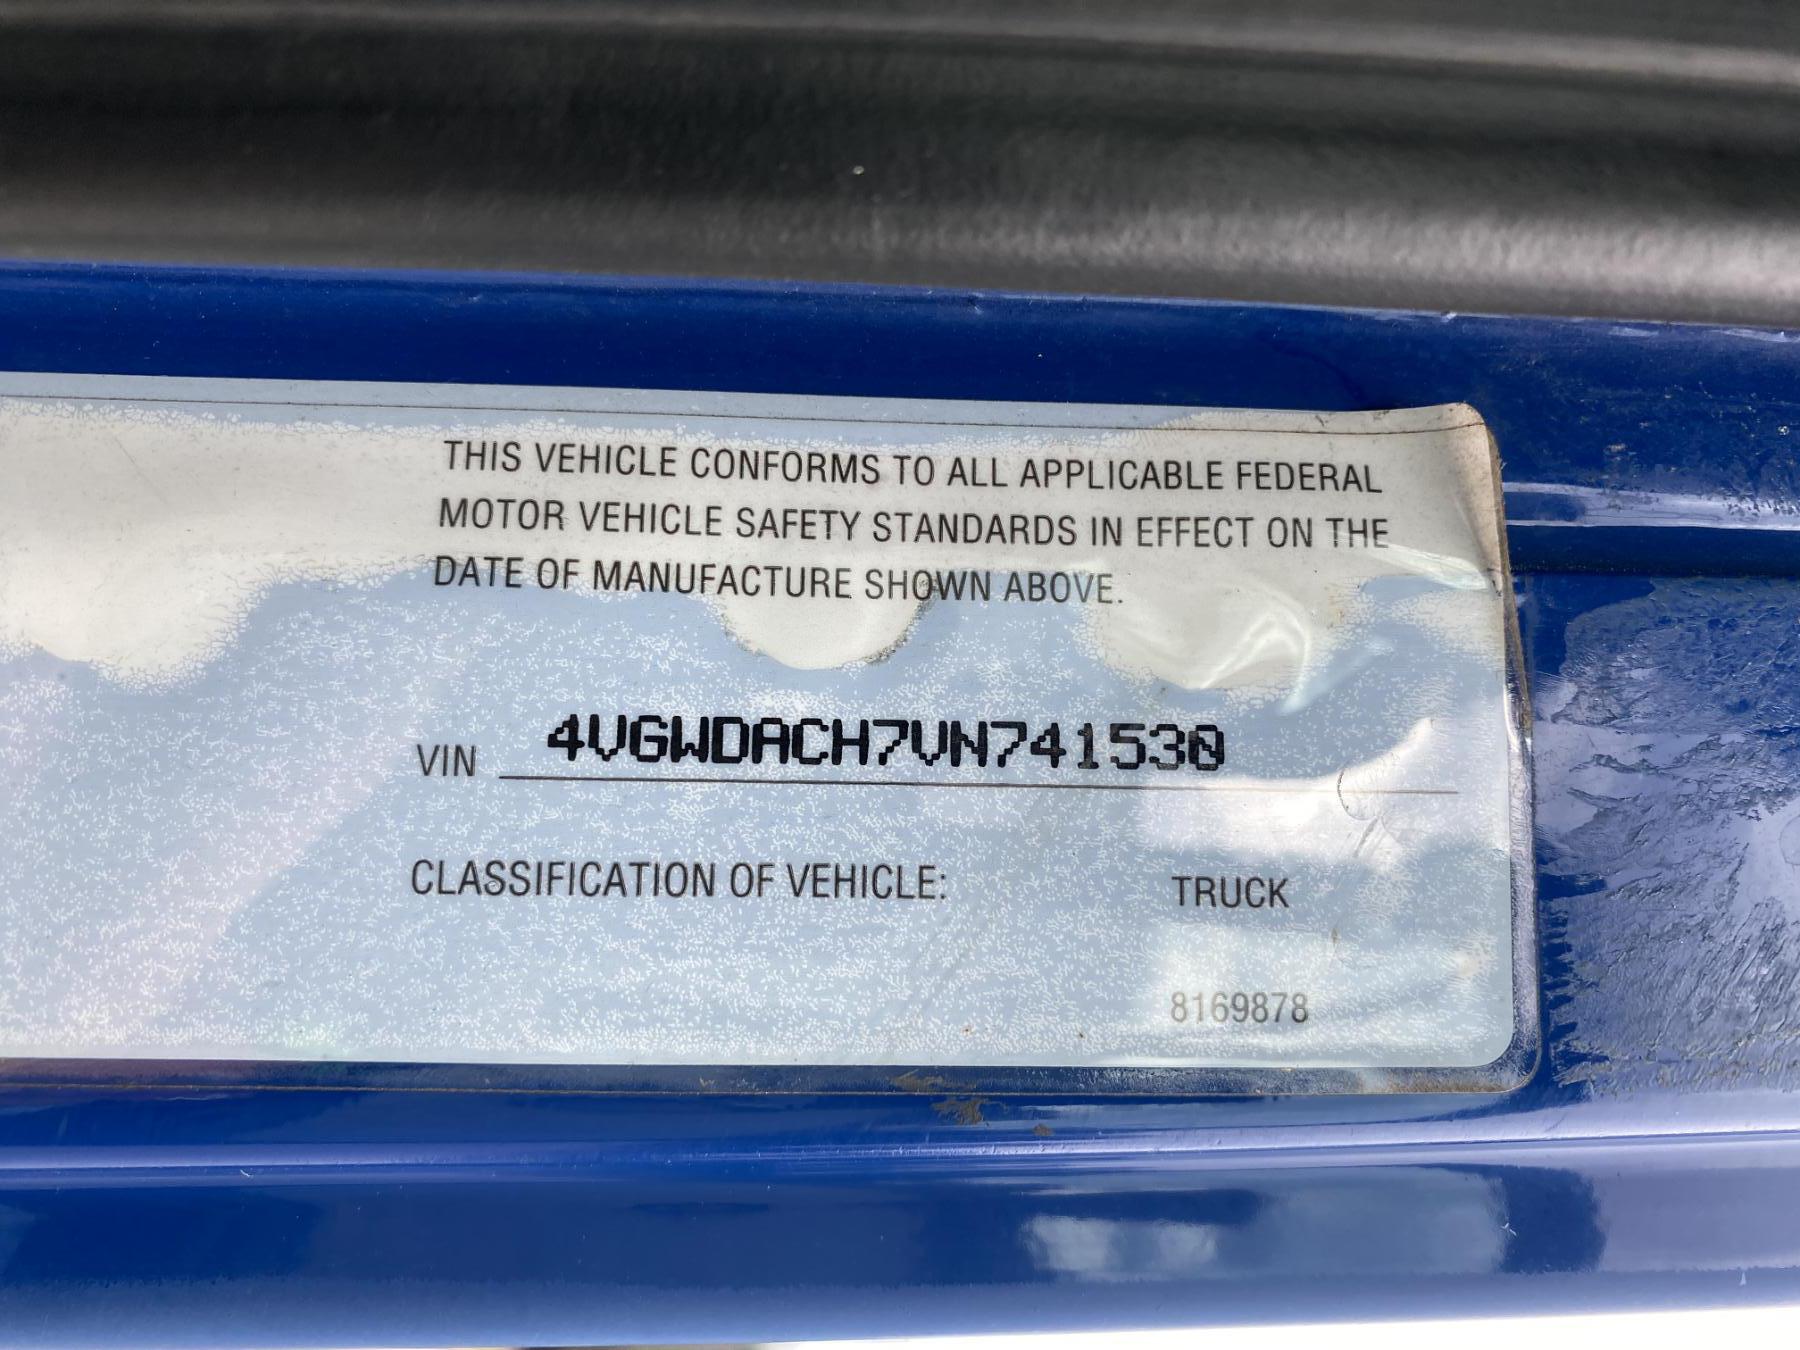 THIS VEHICLE CONFORMS TO ALL APPLICABLE FEDERAL
MOTOR VEHICLE SAFETY STANDARDS IN EFFECT ON THE
DATE OF MANUFACTURE SHOWN ABOVE.
VIN 4VGWDACH7VN741530
CLASSIFICATION OF VEHICLE: TRUCK
8169878